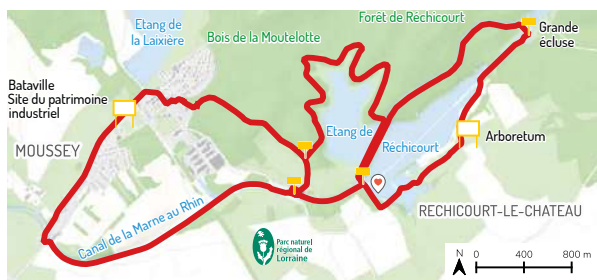 Etang de
la Laixière
Bois de la Moutelotte
Forêt de Réchicourt
Grande
écluse
Bataville
Site du patrimoine
industriel
MOUSSEY
Etang de
Réchicourt
Arboretum
Canal de la Marne au Rhin
RECHICOURT-LE-CHATEAU
Parc naturel
régional de
Lorraine
N
0 400 800 m